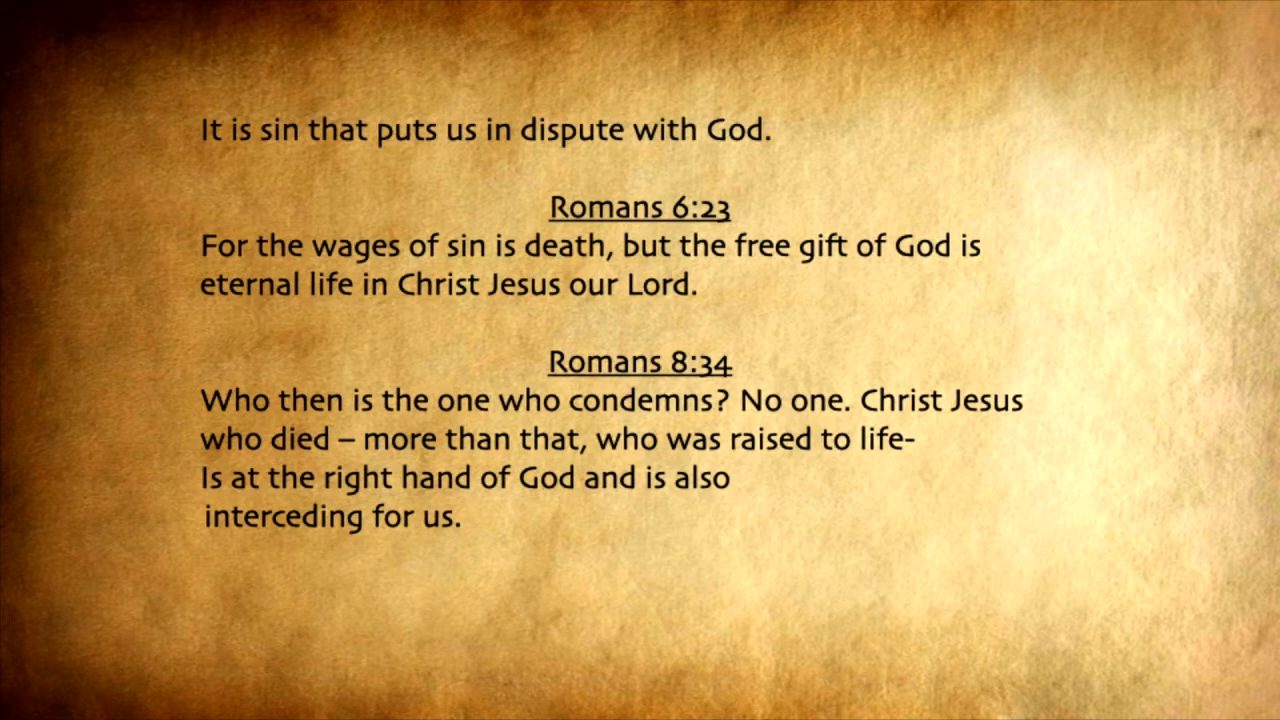 It is sin that puts us in dispute with God.
Romans 6:23
For the wages of sin is death, but the free gift of God is
eternal life in Christ Jesus our Lord.
Romans 8:34
Who then is the one who condemns? No one. Christ Jesus
who died – more than that, who was raised to life-
Is at the right hand of God and is also
interceding for us.